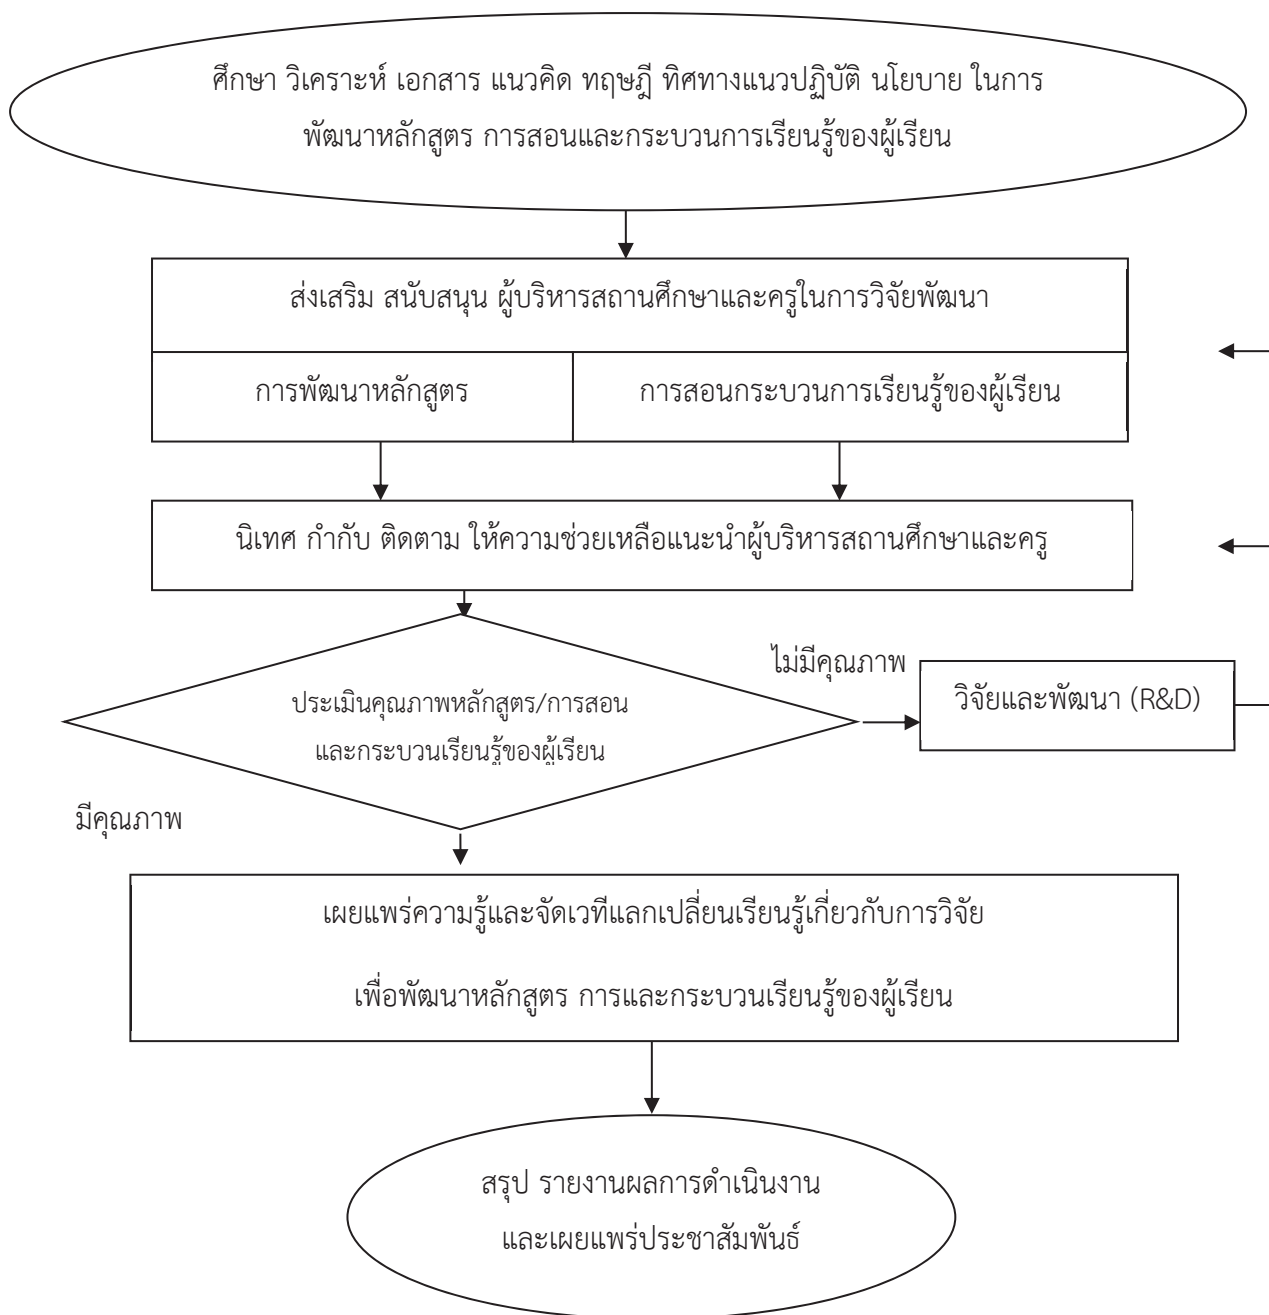 ศึกษา วิเคราะห์ เอกสาร แนวคิด ทฤษฎี ทิศทางแนวปฏิบัติ นโยบาย ในการ
พัฒนาหลักสูตร การสอนและกระบวนการเรียนรู้ของผู้เรียน
ส่งเสริม สนับสนุน ผู้บริหารสถานศึกษาและครูในการวิจัยพัฒนา
การพัฒนาหลักสูตร
การสอนกระบวนการเรียนรู้ของผู้เรียน
นิเทศ กำกับ ติดตาม ให้ความช่วยเหลือแนะนำผู้บริหารสถานศึกษาและครู
ไม่มีคุณภาพ
วิจัยและพัฒนา (R&D)
ประเมินคุณภาพหลักสูตร/การสอน
และกระบวนเรียนรู้ของผู้เรียน
มีคุณภาพ
เผยแพร่ความรู้และจัดเวทีแลกเปลี่ยนเรียนรู้เกี่ยวกับการวิจัย
เพื่อพัฒนาหลักสูตร การและกระบวนเรียนรู้ของผู้เรียน
สรุป รายงานผลการดำเนินงาน
และเผยแพร่ประชาสัมพันธ์